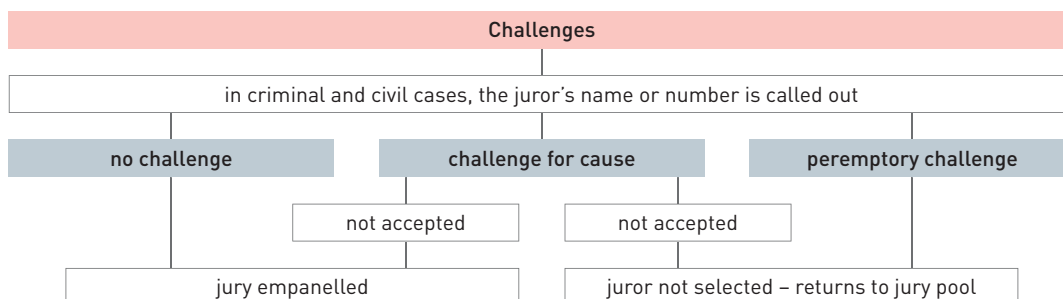 Challenges
in criminal and civil cases, the juror's name or number is called out
no challenge
challenge for cause
peremptory challenge
not accepted
not accepted
jury empanelled
juror not selected – returns to jury pool